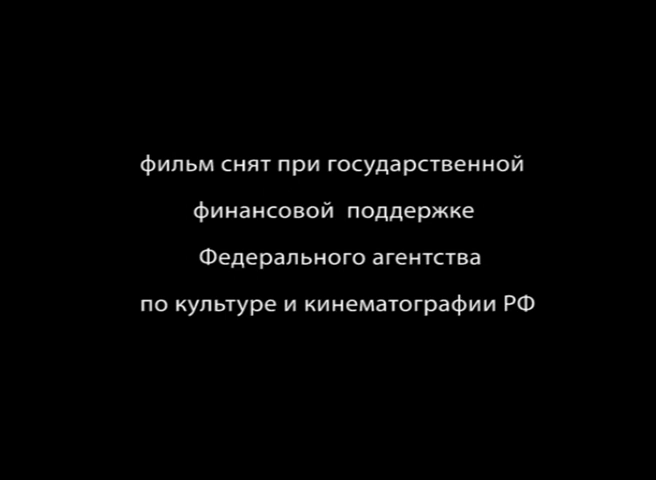 фильм снят при государственной
финансовой поддержке
Федерального агентства
по культуре и кинематографии РФ